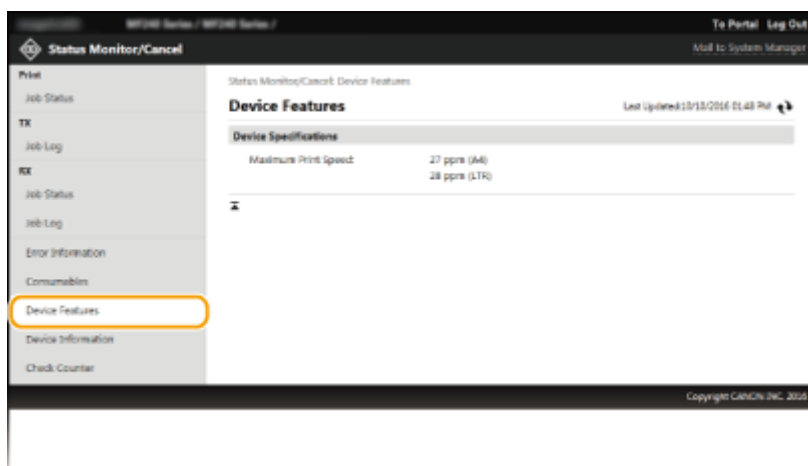 MF240 Series / MF240 Series /
To Portal Log Out
Status Monitor/Cancel
Mail to System Manager
Print
Job Status
TX
Job Log
RX
Job Status
Job Log
Error Information
Consumables
Device Features
Device Information
Check Counter
Status Monitor/Cancel: Device Features
Device Features
Last Updated:10/10/2016 01:48 PM
Device Specifications
Maximum Print Speed: 27 ppm (A4)
28 ppm (LTR)
Copyright CANON INC. 2016